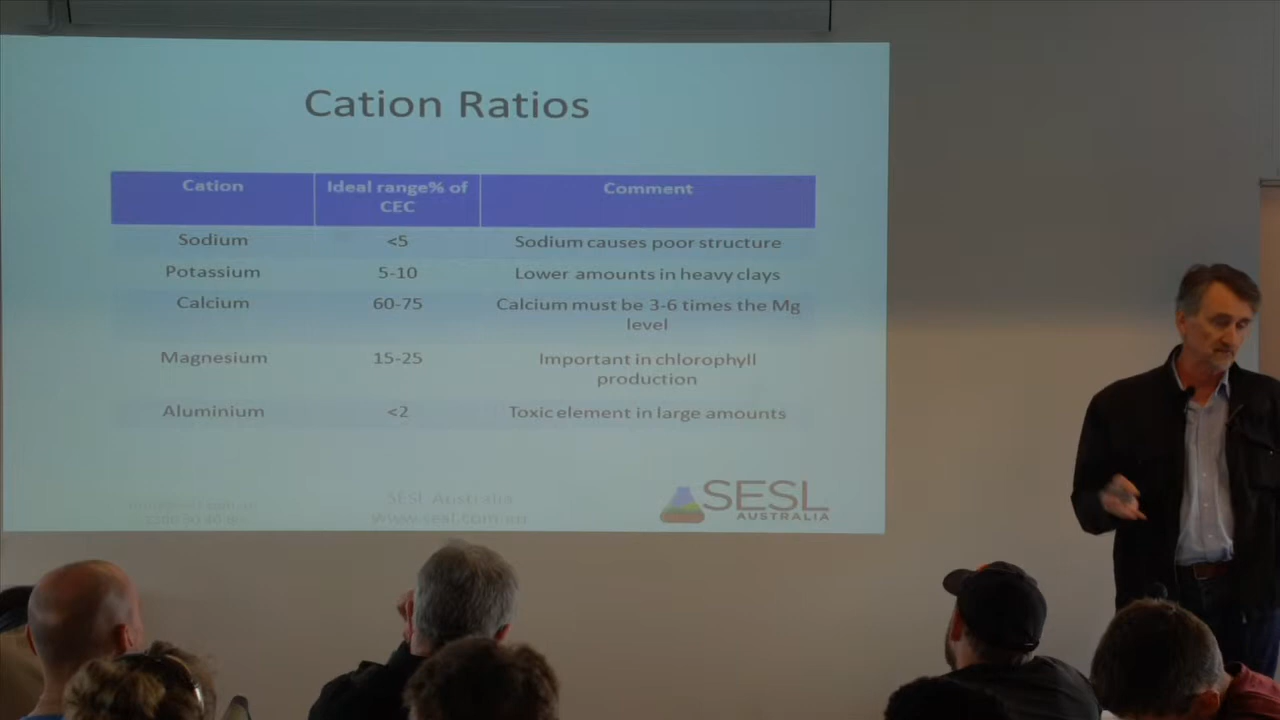 Cation Ratios
Cation Ideal range% of CEC Comment
Sodium <5 Sodium causes poor structure
Potassium 5-10 Lower amounts in heavy clays
Calcium 60-75 Calcium must be 3-6 times the Mg level
Magnesium 15-25 Important in chlorophyll production
Aluminium <2 Toxic element in large amounts
SESL Australia
SESL
AUSTRALIA